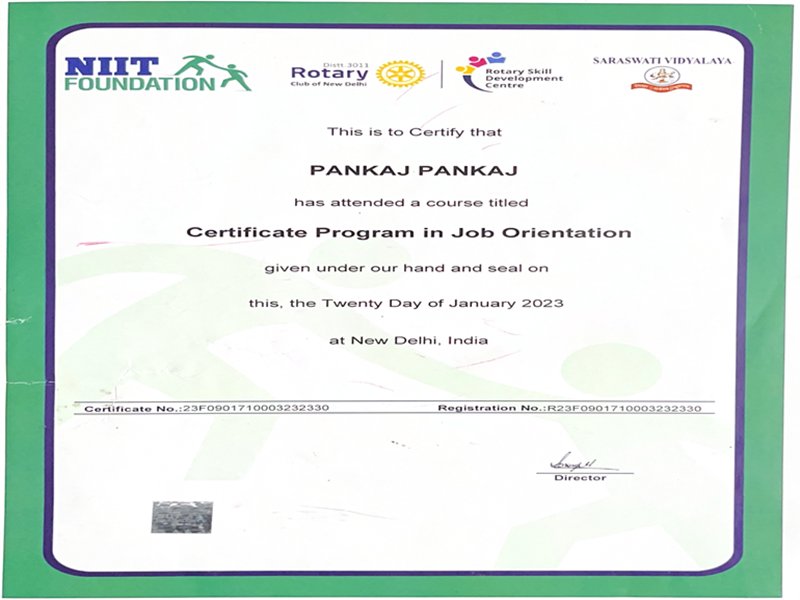 NIIT
FOUNDATION
Distt 3011
Rotary
Club of New Delhi
Rotary Skill
Development
Centre
SARASWATI VIDYALAYA
This is to Certify that
PANKAJ PANKAJ
has attended a course titled
Certificate Program in Job Orientation
given under our hand and seal on
this, the Twenty Day of January 2023
at New Delhi, India
Certificate No.:23F0901710003232330 Registration No.:R23F0901710003232330
Director